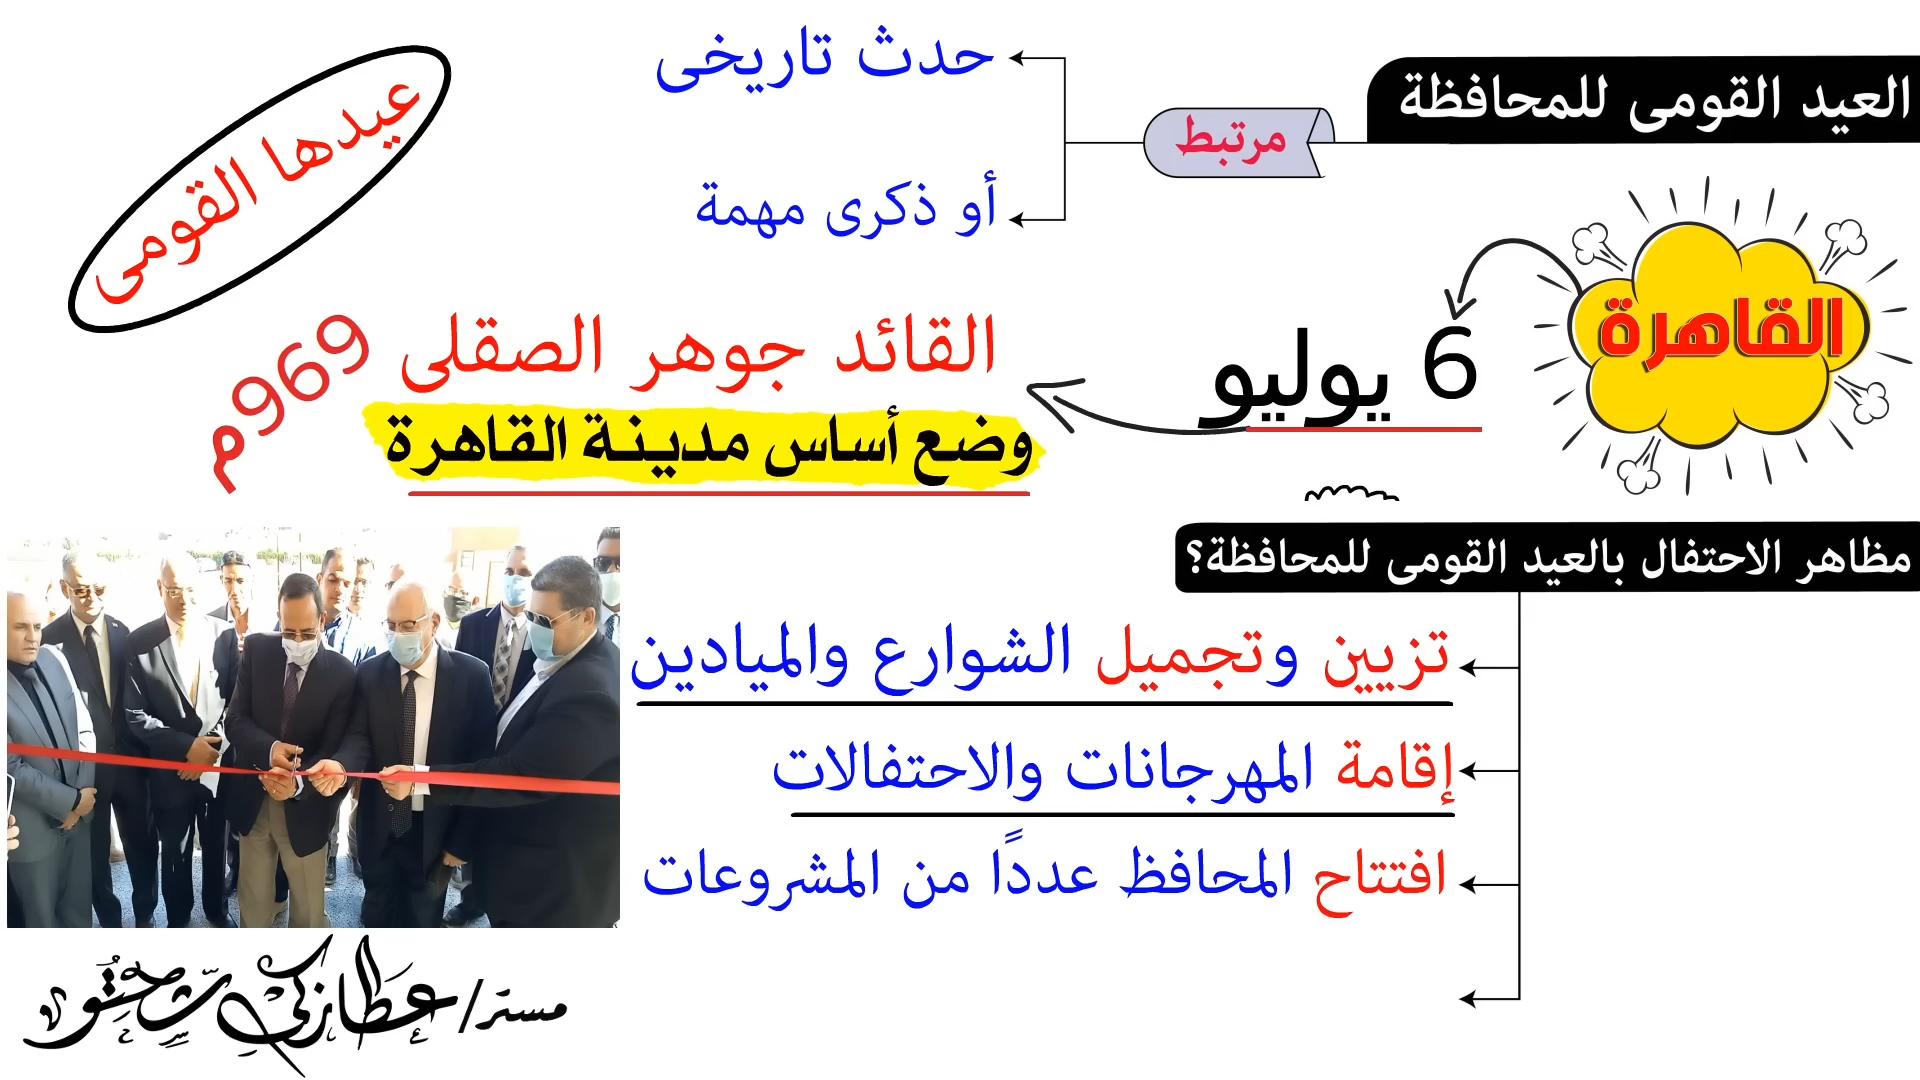 العيد القومى للمحافظة
مرتبط
حدث تاريخى
أو ذكرى مهمة
عيدها القومى
القاهرة
6 يوليو
القائد جوهر الصقلى
وضع أساس مدينة القاهرة
969م
مظاهر الاحتفال بالعيد القومى للمحافظة؟
تزيين وتجميل الشوارع والميادين
إقامة المهرجانات والاحتفالات
افتتاح المحافظ عددًا من المشروعات
مستر/ عطا زكى شحتو